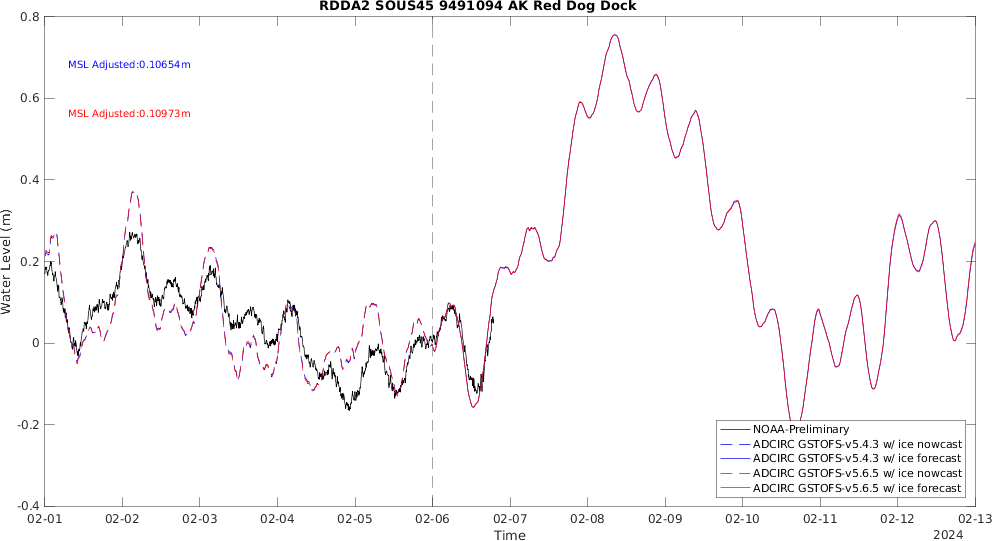 RDDA2 SOUS45 9491094 AK Red Dog Dock
0.8
MSL Adjusted:0.10654m
0.6
MSL Adjusted:0.10973m
0.4
Water Level (m)
0.2
0
-0.2
NOAA-Preliminary
ADCIRC GSTOFS-v5.4.3 w/ ice nowcast
ADCIRC GSTOFS-v5.4.3 w/ ice forecast
ADCIRC GSTOFS-v5.6.5 w/ ice nowcast
ADCIRC GSTOFS-v5.6.5 w/ ice forecast
-0.4
02-01 02-02 02-03 02-04 02-05 02-06 02-07 02-08 02-09 02-10 02-11 02-12 02-13
Time
2024